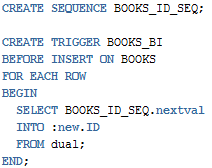 CREATE SEQUENCE BOOKS_ID_SEQ;
CREATE TRIGGER BOOKS_BI
BEFORE INSERT ON BOOKS
FOR EACH ROW
BEGIN
SELECT BOOKS_ID_SEQ.nextval
INTO :new.ID
FROM dual;
END;